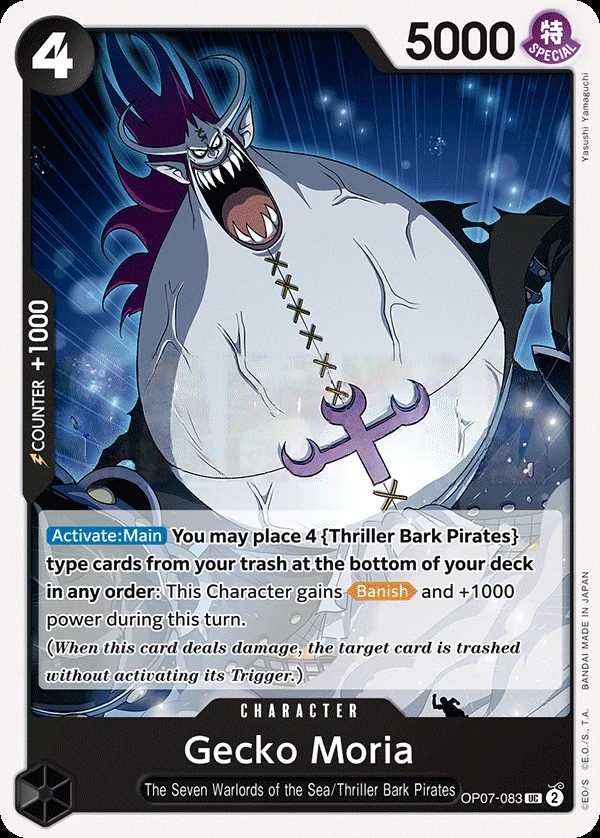 4
5000
特
SPECIAL
Yasushi Yamaguchi
COUNTER +1000
Activate:Main You may place 4 {Thriller Bark Pirates}
type cards from your trash at the bottom of your deck
in any order: This Character gains Banish and +1000
power during this turn.
(When this card deals damage, the target card is trashed
without activating its Trigger.)
CHARACTER
Gecko Moria
The Seven Warlords of the Sea/Thriller Bark Pirates
OP07-083 UC 2
©E.O/S ©E.O./S., T.A. BANDAI MADE IN JAPAN